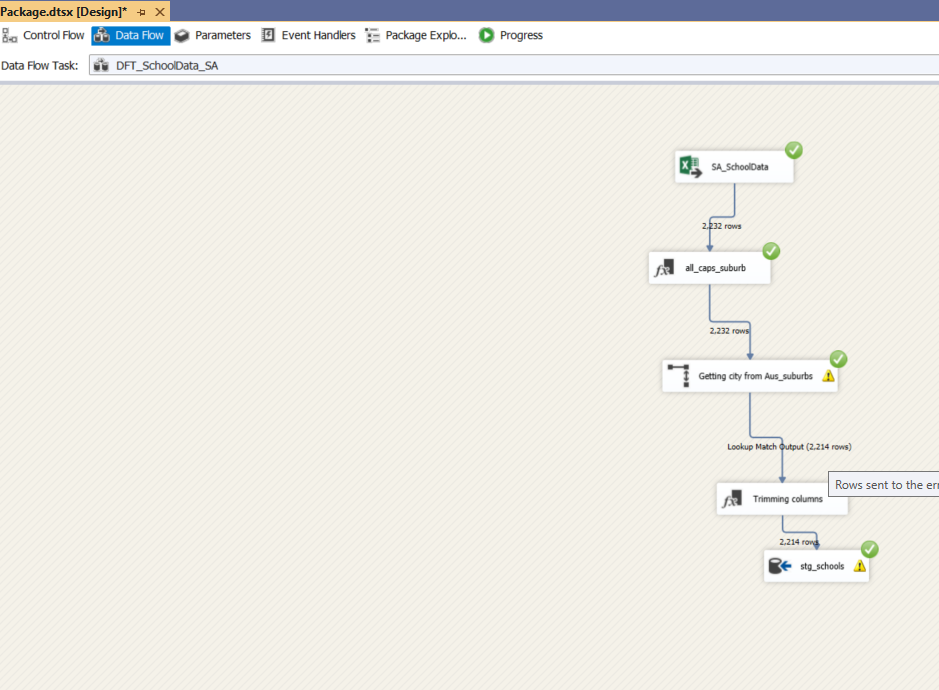 Package.dtsx [Design]*
Control Flow Data Flow Parameters Event Handlers Package Explo... Progress
Data Flow Task: DFT_SchoolData_SA
SA_SchoolData
2,232 rows
all_caps_suburb
2,232 rows
Getting city from Aus_suburbs
Lookup Match Output (2,214 rows)
Rows sent to the err
Trimming columns
2,214 rows
stg_schools